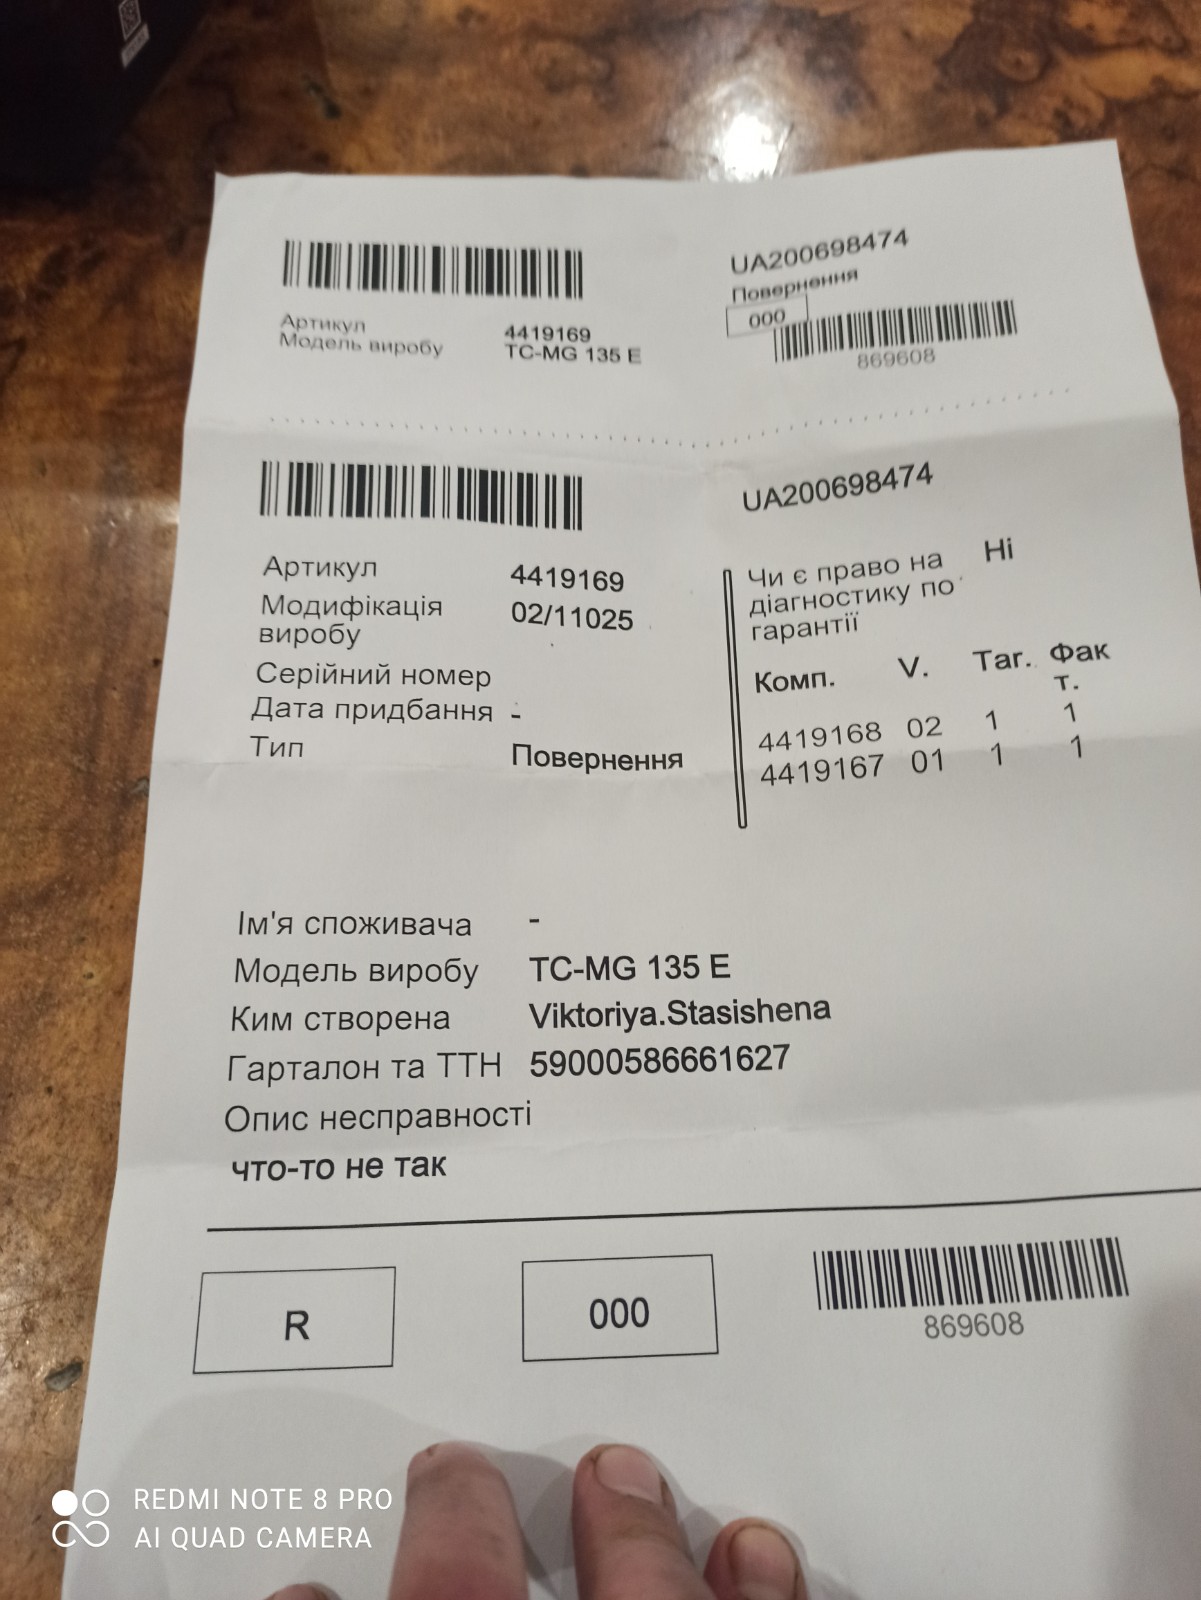 UA200698474
Повернення
000
869608
Артикул 4419169
Модель виробу TC-MG 135 E
UA200698474
Артикул 4419169
Модифікація виробу 02/11025
Серійний номер
Дата придбання -
Тип Повернення
Чи є право на Ні
діагностику по
гарантії
Комп. V. Таг. Фак
т.
4419168 02 1 1
4419167 01 1 1
Ім'я споживача -
Модель виробу TC-MG 135 E
Ким створена Viktoriya.Stasishena
Гарталон та ТТН 59000586661627
Опис несправності
что-то не так
R
000
869608
REDMI NOTE 8 PRO
AI QUAD CAMERA